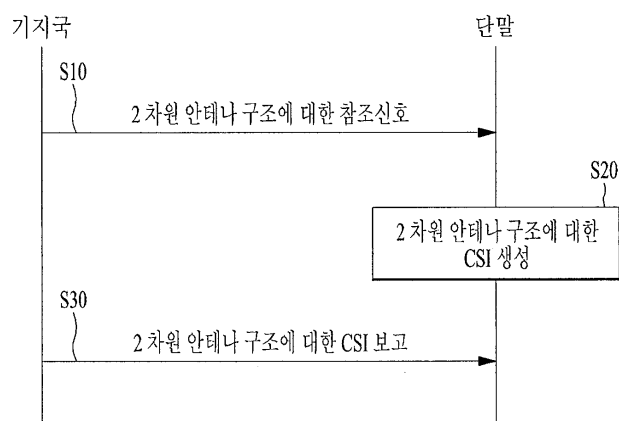 기지국
단말
S10
2 차원 안테나 구조에 대한 참조신호
S20
2 차원 안테나 구조에 대한
CSI 생성
S30
2 차원 안테나 구조에 대한 CSI 보고